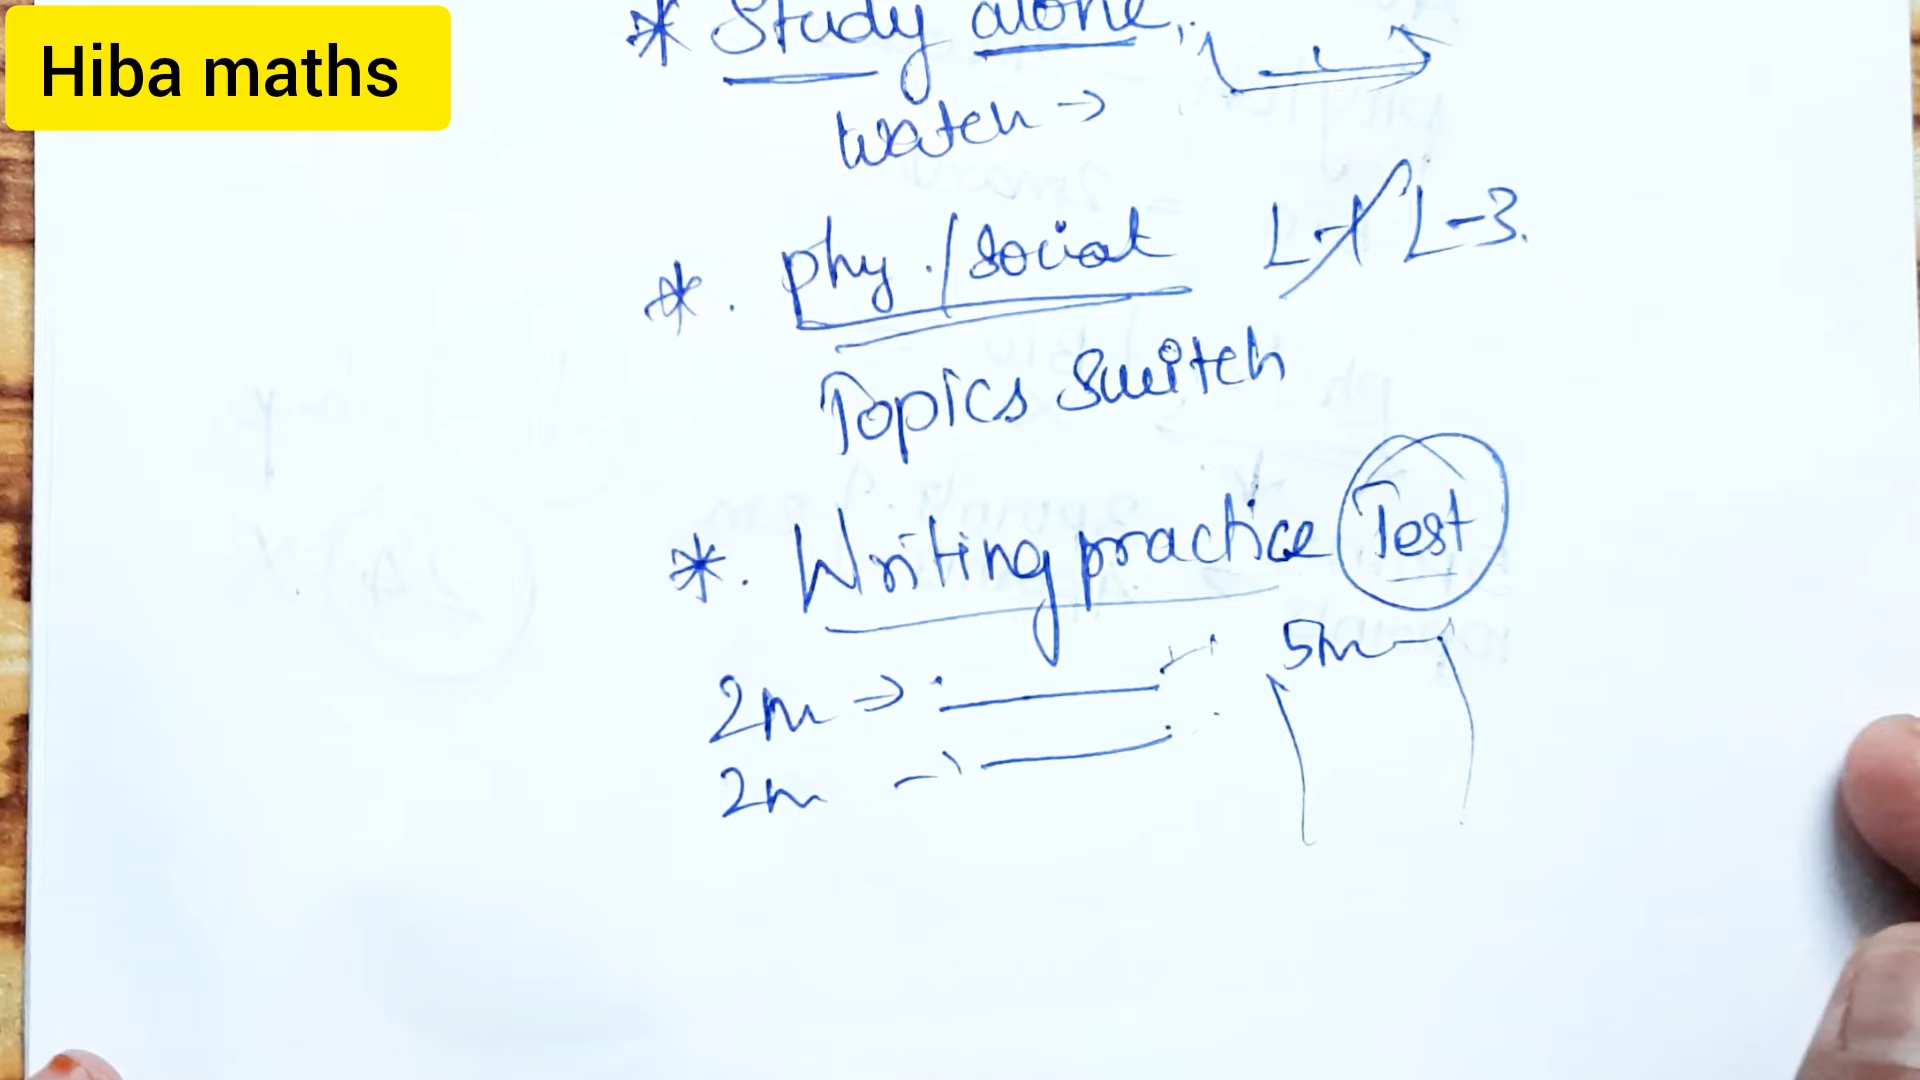 Hiba maths
* Study alone,
Watch →
*. phy./Social L-1 L-3.
Topics Switch
*. Writing practice Test
2m →
5m
2m →